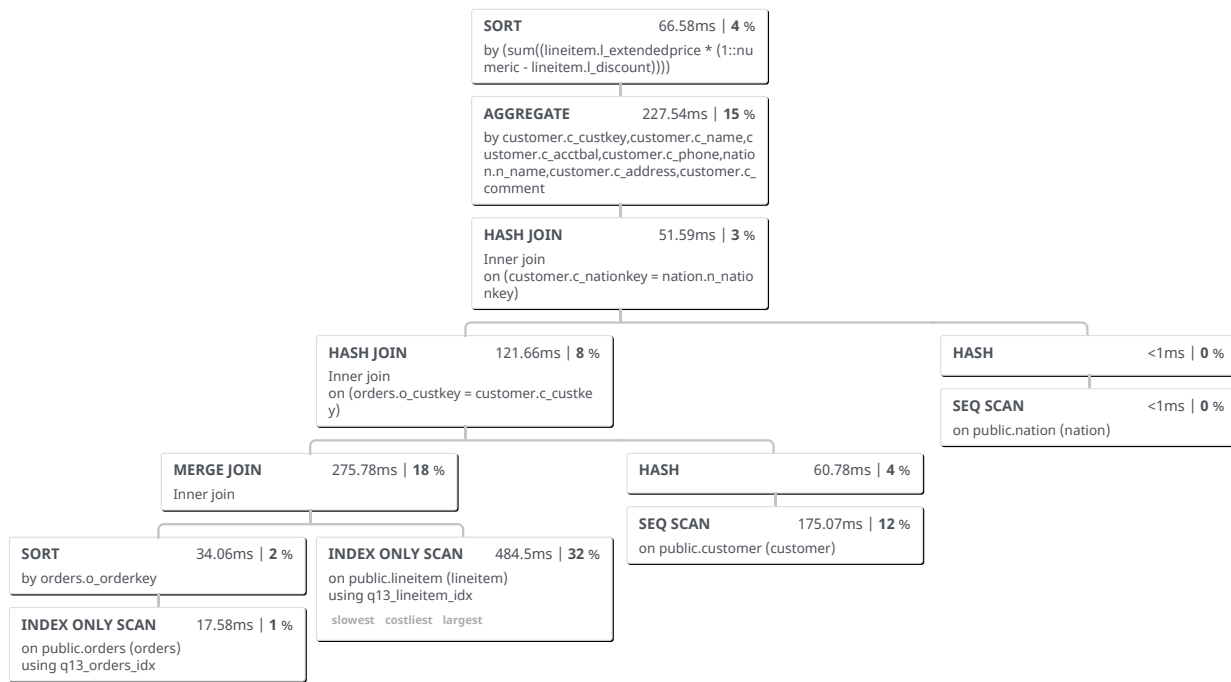 SORT 66.58ms | 4 %
by (sum((lineitem.l_extendedprice * (1::nu
meric - lineitem.l_discount))))
AGGREGATE 227.54ms | 15 %
by customer.c_custkey,customer.c_name,c
ustomer.c_acctbal,customer.c_phone,natio
n.n_name,customer.c_address,customer.c_
comment
HASH JOIN 51.59ms | 3 %
Inner join
on (customer.c_nationkey = nation.n_natio
nkey)
HASH JOIN 121.66ms | 8 %
Inner join
on (orders.o_custkey = customer.c_custke
y)
HASH <1ms | 0 %
SEQ SCAN <1ms | 0 %
on public.nation (nation)
MERGE JOIN 275.78ms | 18 %
Inner join
HASH 60.78ms | 4 %
SEQ SCAN 175.07ms | 12 %
on public.customer (customer)
SORT 34.06ms | 2 %
by orders.o_orderkey
INDEX ONLY SCAN 484.5ms | 32 %
on public.lineitem (lineitem)
using q13_lineitem_idx
slowest costliest largest
INDEX ONLY SCAN 17.58ms | 1 %
on public.orders (orders)
using q13_orders_idx